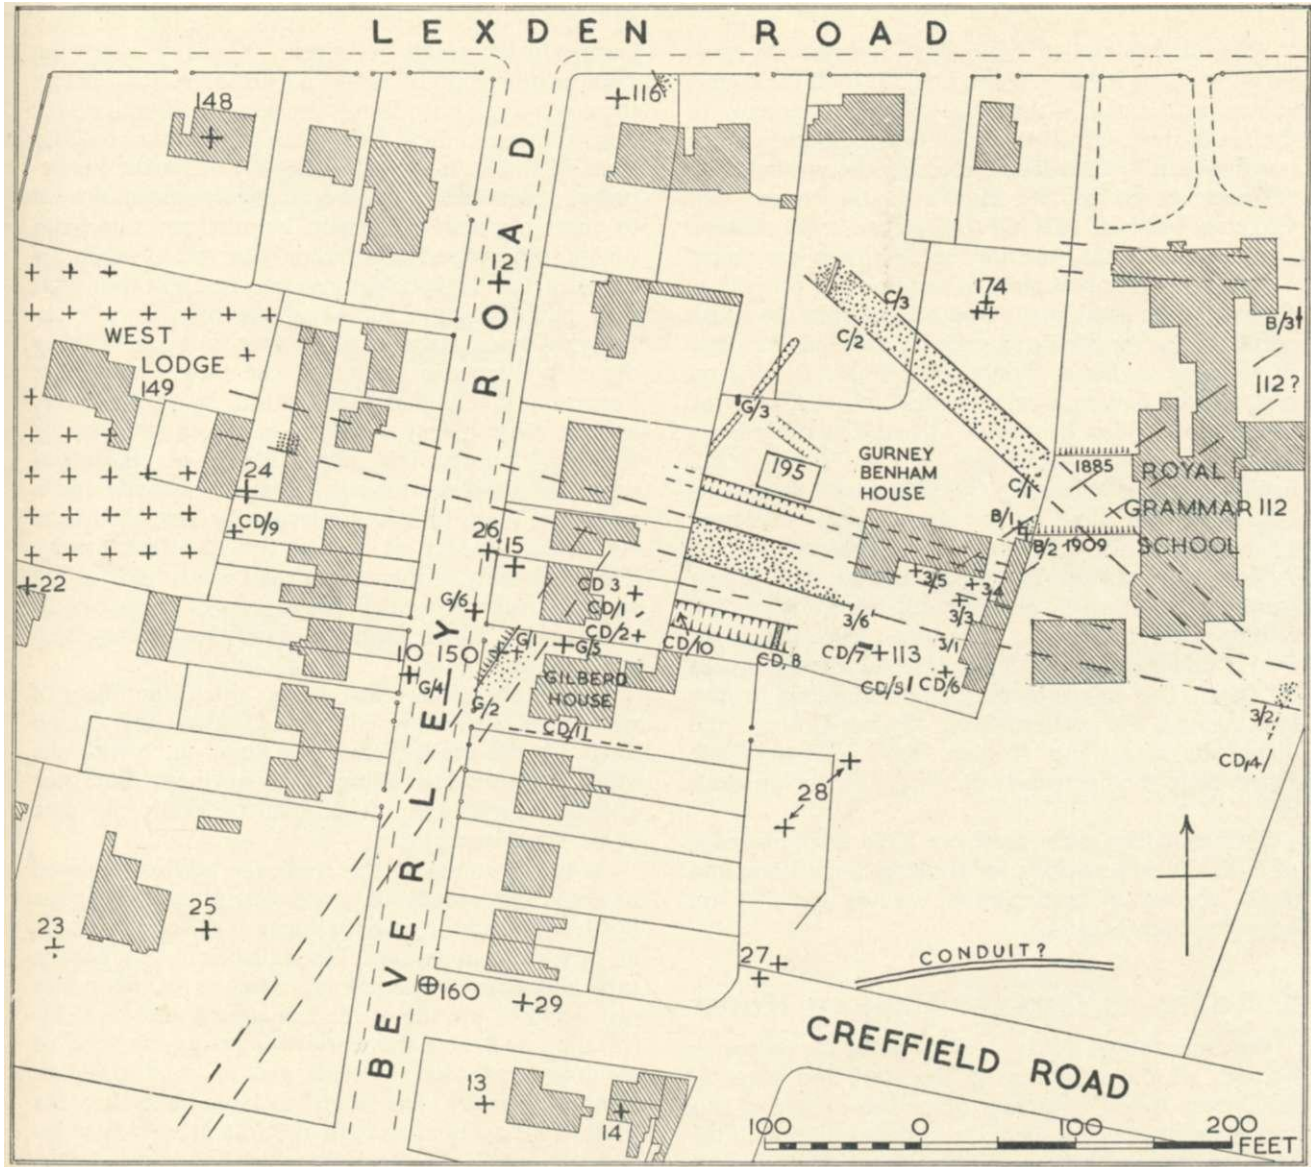 LEXDEN ROAD
148
116
BEVERLEY ROAD
12
174
C/3
C/2
B/31
WEST
LODGE
149
112?
G/3
195
GURNEY
BENHAM
HOUSE
1885
ROYAL
GRAMMAR 112
SCHOOL
C/1
24
CD/9
B/1
B/2
1909
26
15
22
CD 3
CD/1
CD/2
3/5
34
3/3
3/6
3/1
G/6
G/1
G/5
10
150
G/4
G/2
CD/10
CD, 8
CD/7
113
CD/5
CD/6
GILBERD
HOUSE
CD/11
3/2
CD, 4/
28
23
25
27
CONDUIT?
160
29
CREFFIELD ROAD
13
14
100 0 100 200
FEET